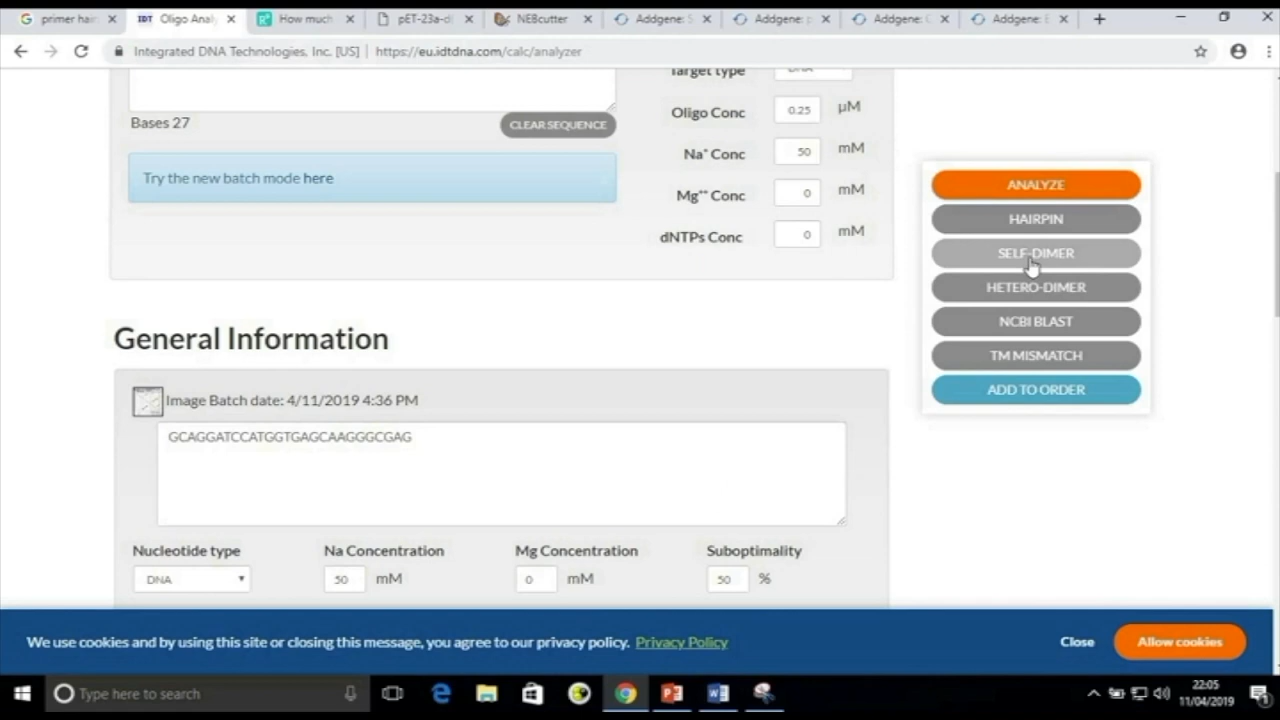 primer hair
IDT Oligo Anal
R How much
pET-23a-d
NEBcutter
Addgene: S
Addgene: p
Addgene:
Addgene: E
Integrated DNA Technologies, Inc. [US] | https://eu.idtdna.com/calc/analyzer
Target type DNA
Oligo Conc 0.25 µM
Bases 27
CLEAR SEQUENCE
Na⁺ Conc 50 mM
Try the new batch mode here
Mg⁺⁺ Conc 0 mM
dNTPs Conc 0 mM
ANALYZE
HAIRPIN
SELF-DIMER
HETERO-DIMER
NCBI BLAST
TM MISMATCH
ADD TO ORDER
General Information
Image Batch date: 4/11/2019 4:36 PM
GCAGGATCCATGGTGAGCAAGGGCGAG
Nucleotide type Na Concentration Mg Concentration Suboptimality
DNA 50 mM 0 mM 50 %
We use cookies and by using this site or closing this message, you agree to our privacy policy. Privacy Policy Close Allow cookies
Type here to search
22:05
11/04/2019